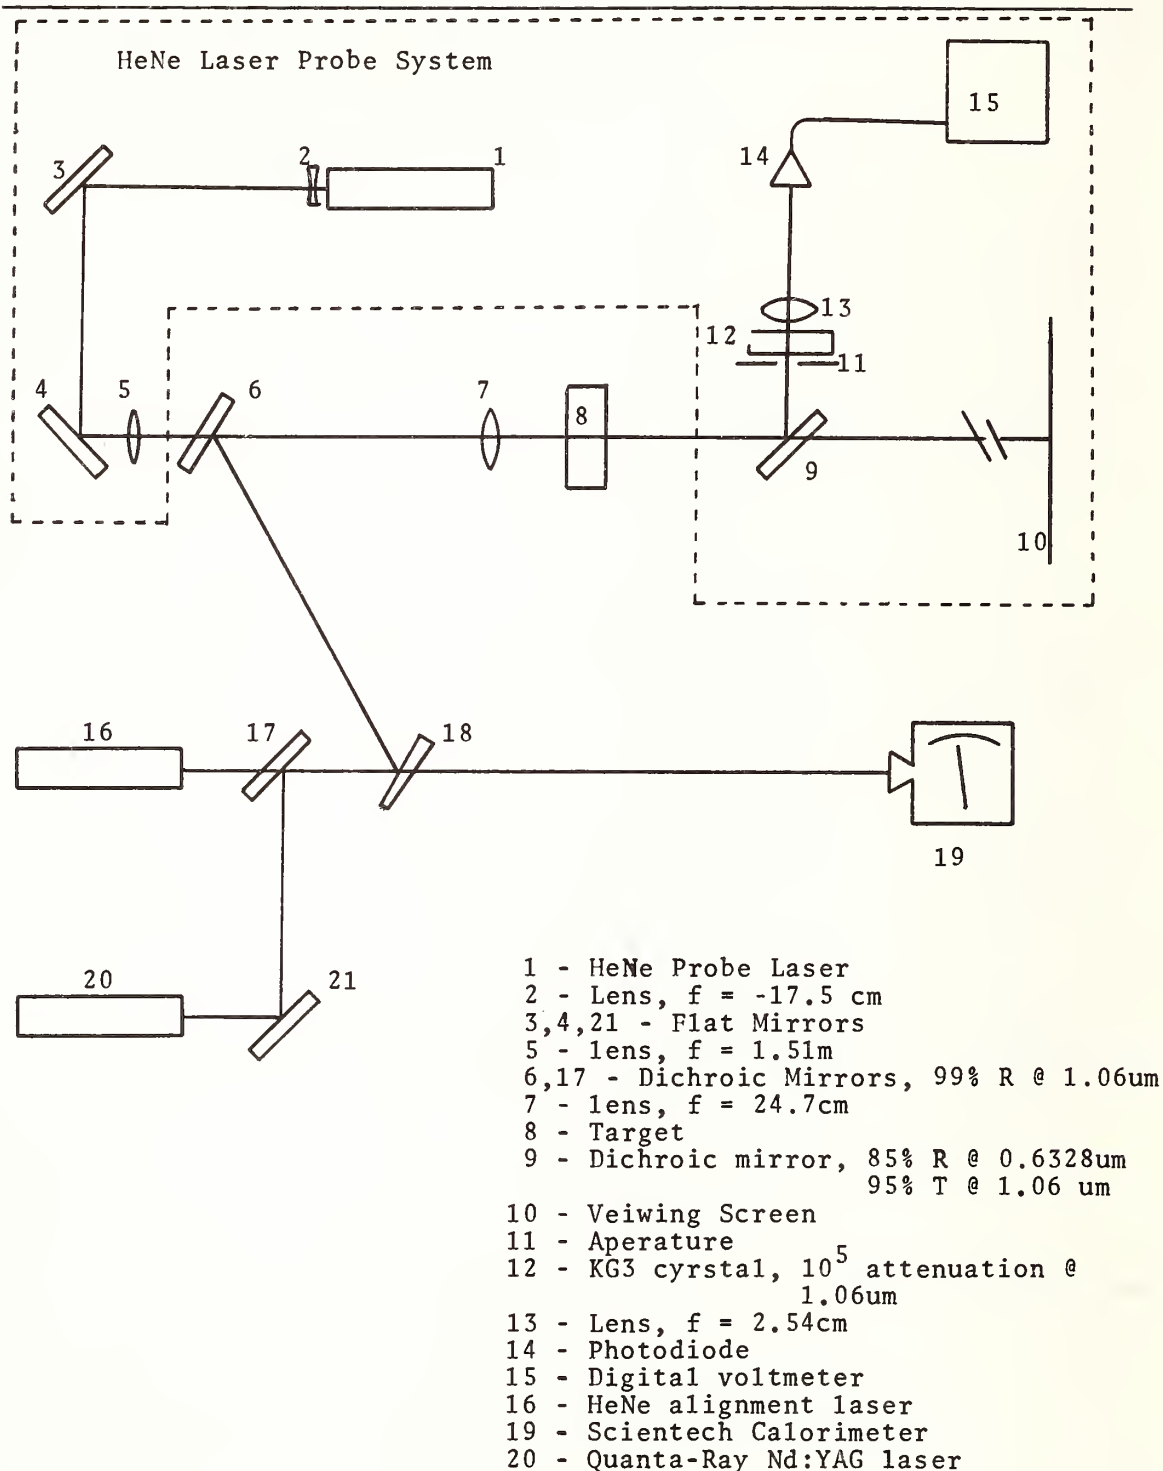 HeNe Laser Probe System
15
14
3
2
1
13
12
11
4
5
6
7
8
9
10
16
17
18
19
20
21
1 - HeNe Probe Laser
2 - Lens, f = -17.5 cm
3,4,21 - Flat Mirrors
5 - lens, f = 1.51m
6,17 - Dichroic Mirrors, 99% R @ 1.06um
7 - lens, f = 24.7cm
8 - Target
9 - Dichroic mirror, 85% R @ 0.6328um
95% T @ 1.06 um
10 - Veiwing Screen
11 - Aperature
12 - KG3 cyrstal, 10^5 attenuation @
1.06um
13 - Lens, f = 2.54cm
14 - Photodiode
15 - Digital voltmeter
16 - HeNe alignment laser
19 - Scientech Calorimeter
20 - Quanta-Ray Nd:YAG laser